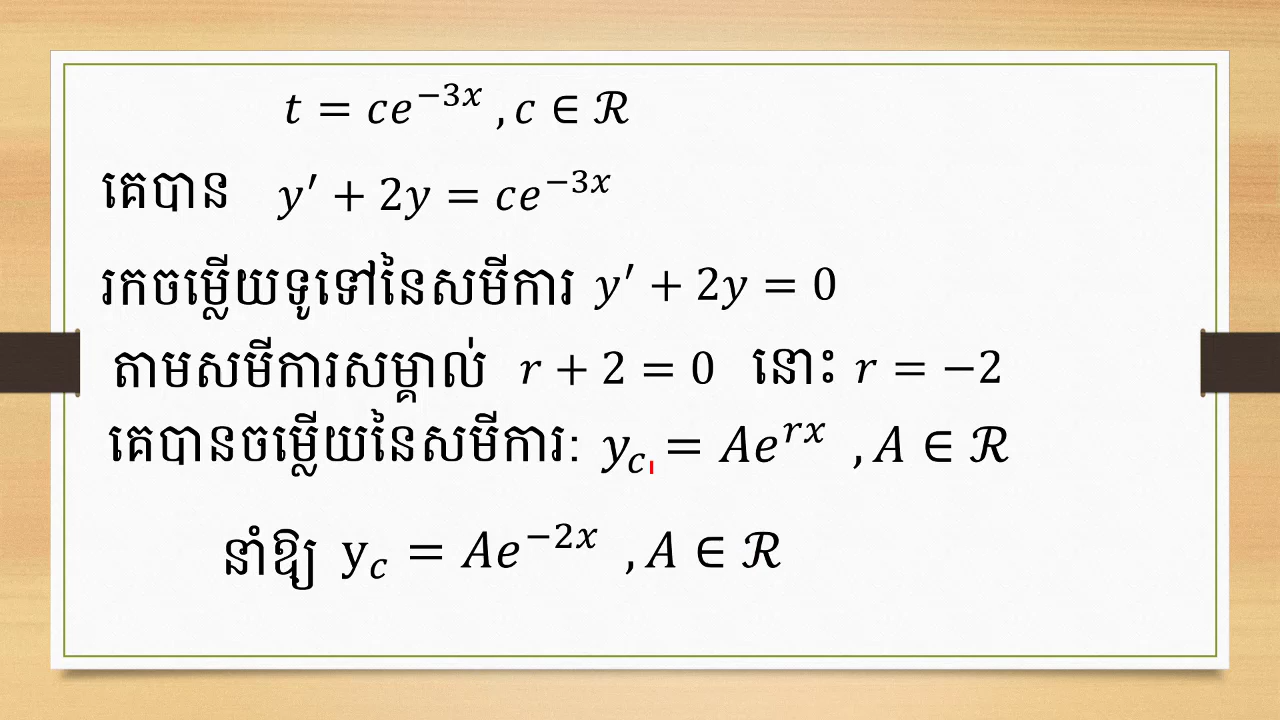 t = ce⁻³ˣ , c ∈ ℛ
គេបាន y′ + 2y = ce⁻³ˣ
រកចម្លើយទូទៅនៃសមីការ y′ + 2y = 0
តាមសមីការសម្គាល់ r + 2 = 0 នោះ r = −2
គេបានចម្លើយនៃសមីការ: y_c = Ae^{rx} , A ∈ ℛ
នាំឱ្យ y_c = Ae⁻²ˣ , A ∈ ℛ